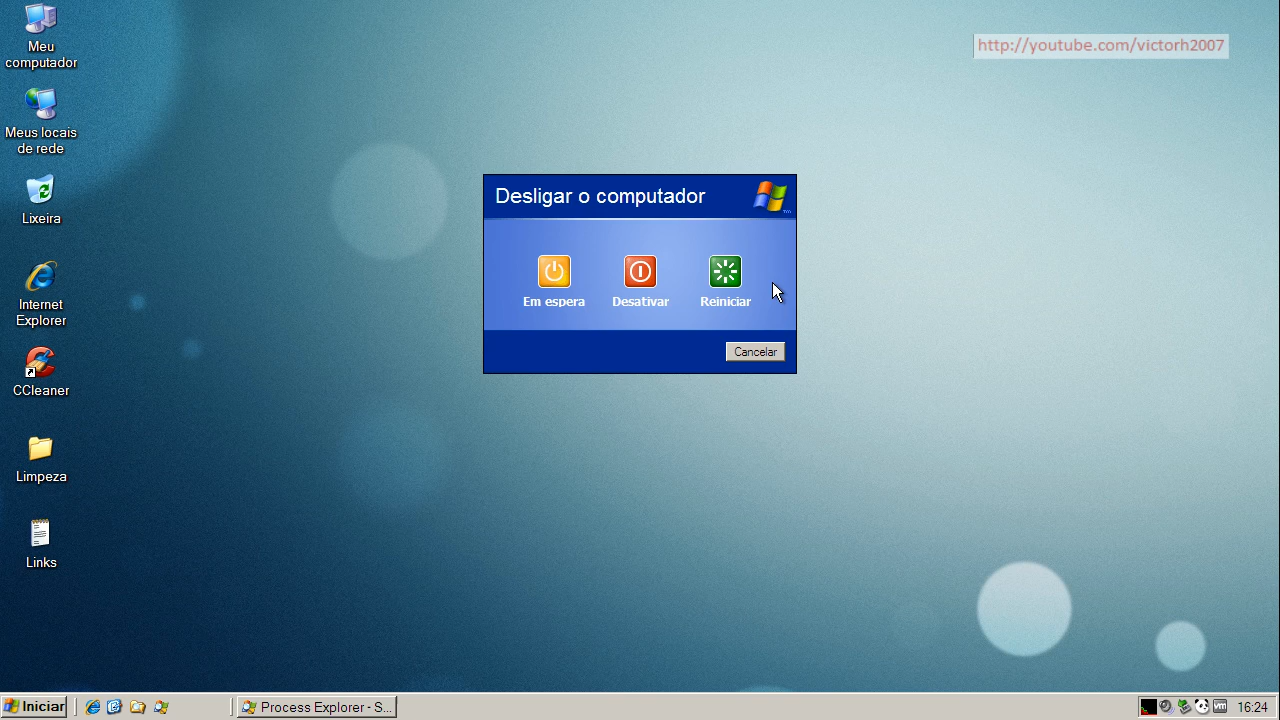 Meu
computador
http://youtube.com/victorh2007
Meus locais
de rede
Lixeira
Desligar o computador
Em espera
Desativar
Reiniciar
Cancelar
Internet
Explorer
CCleaner
Limpeza
Links
Iniciar
Process Explorer - S...
vm
16:24